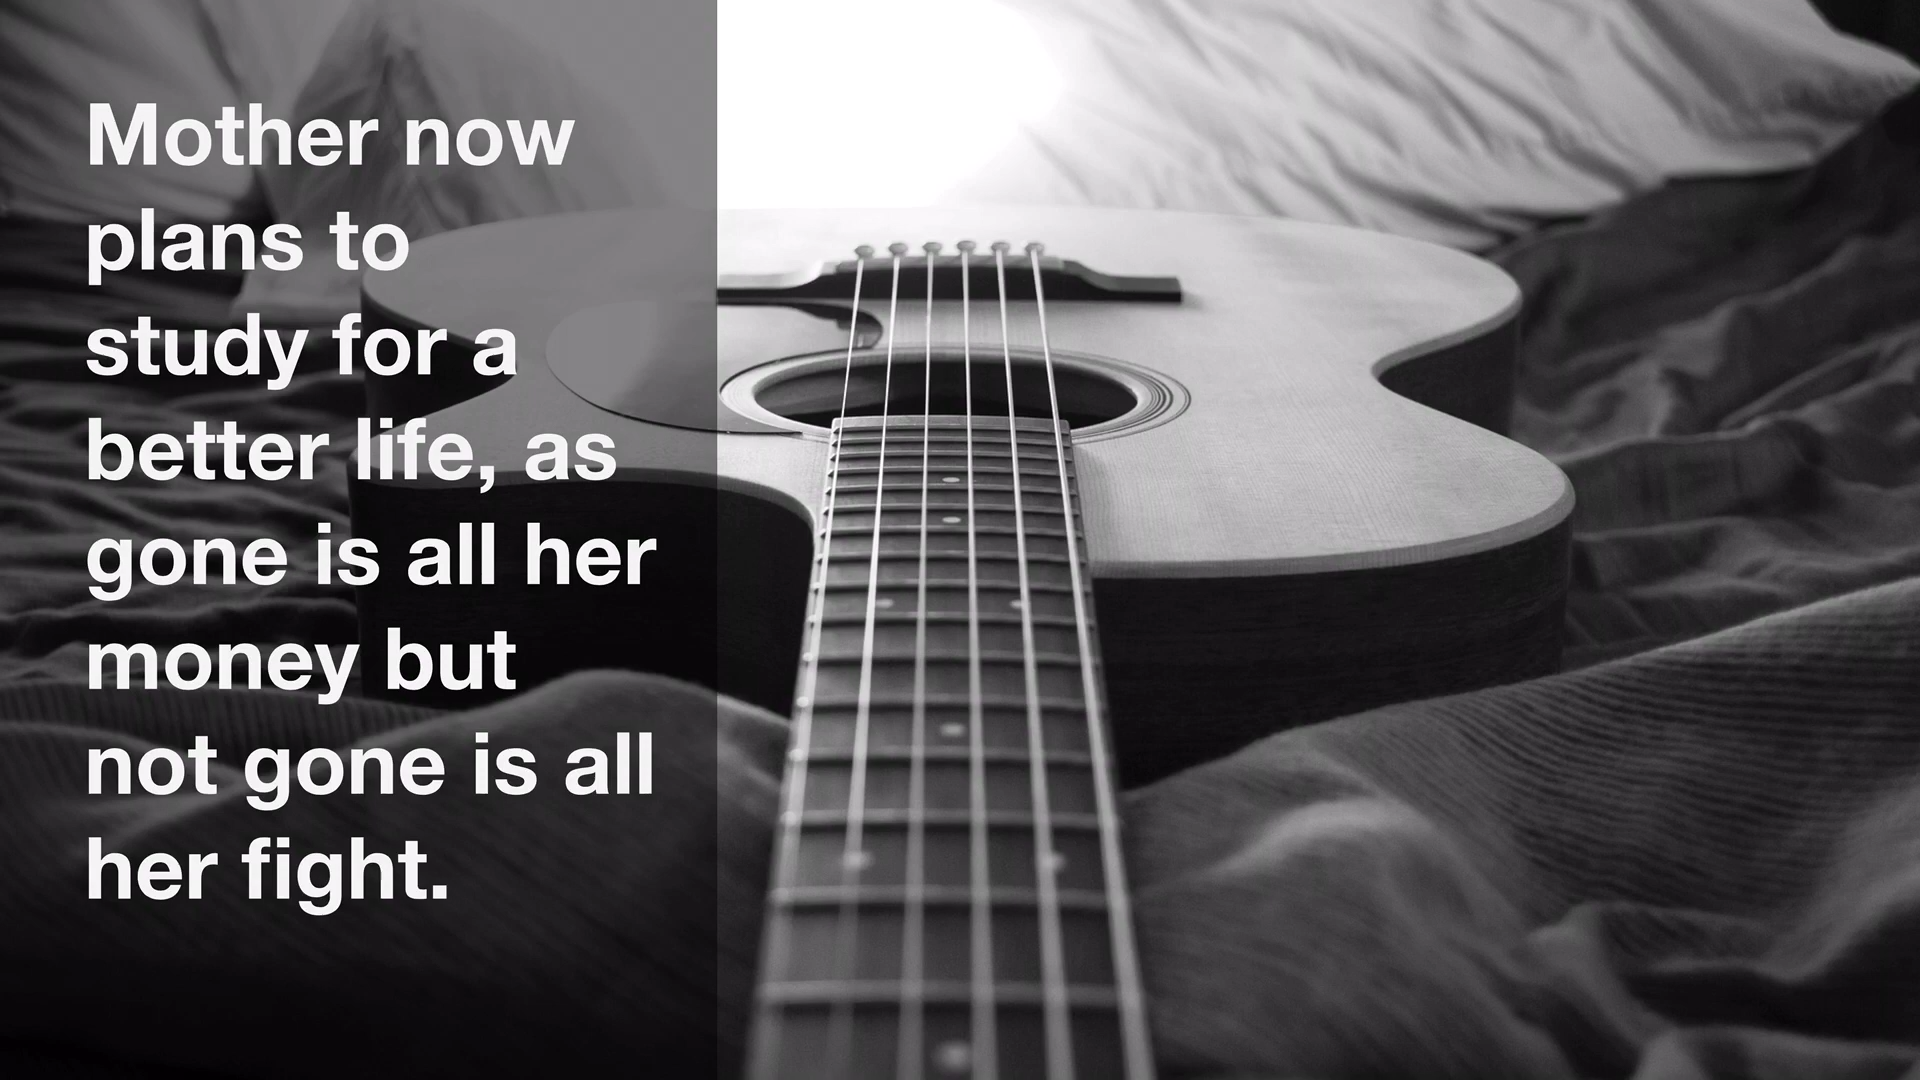 Mother now
plans to
study for a
better life, as
gone is all her
money but
not gone is all
her fight.